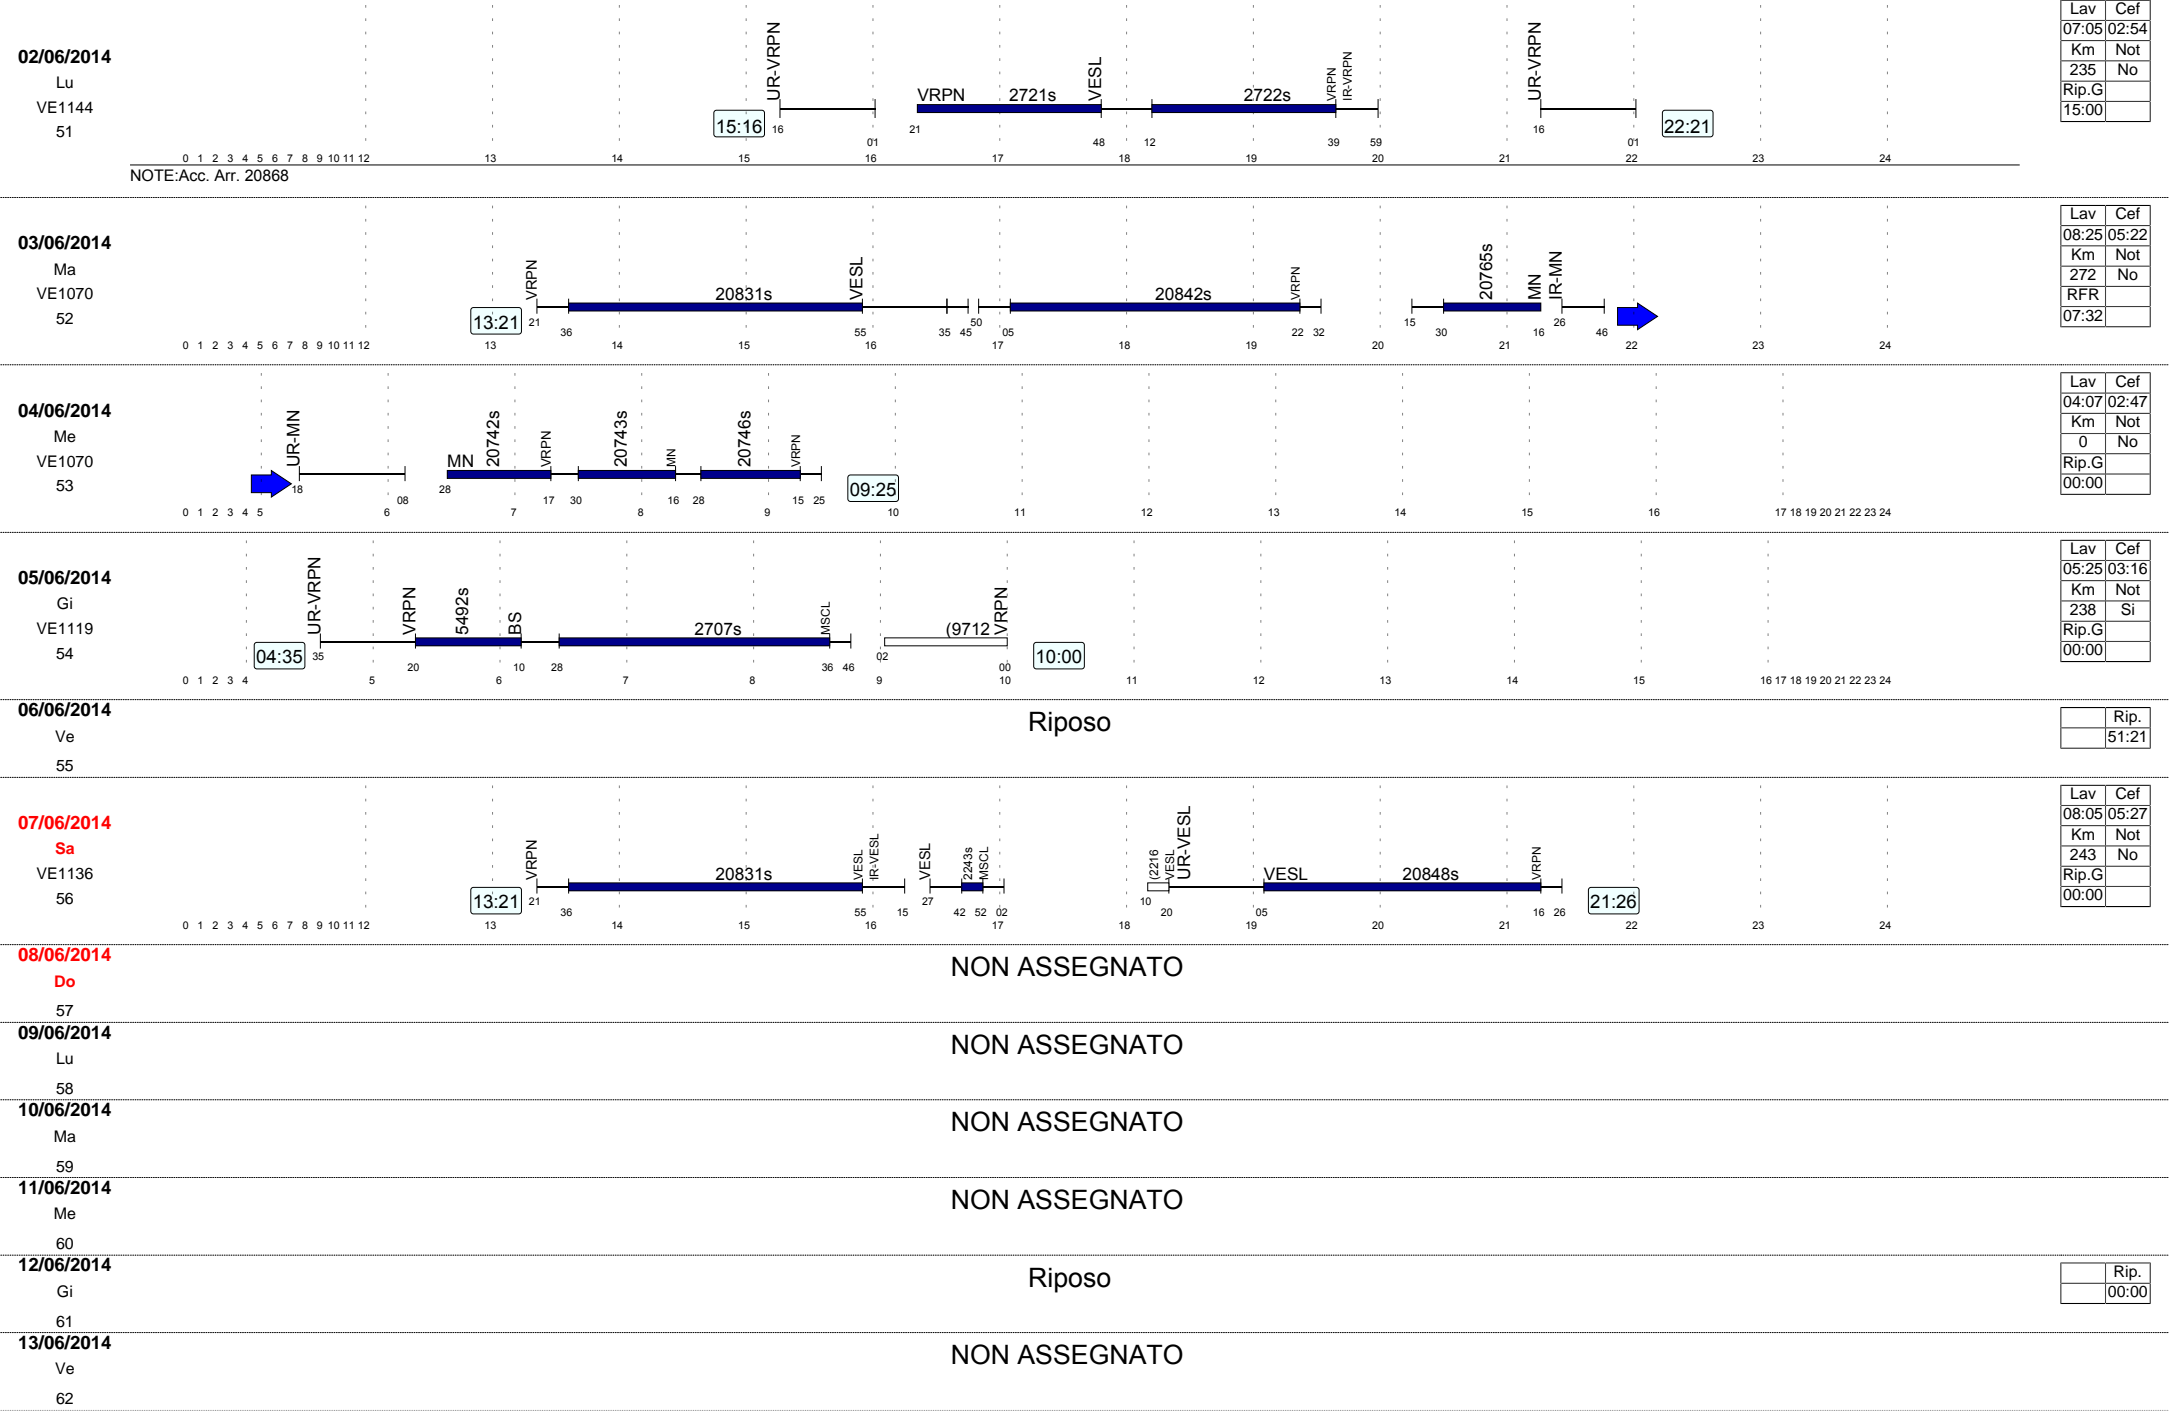 02/06/2014
Lu
VE1144
51
15:16
UR-VRPN
16 01
VRPN 2721s VESL 2722s VRPN IR-VRPN
21 48 12 39 59
UR-VRPN
16 01
22:21
0 1 2 3 4 5 6 7 8 9 10 11 12 13 14 15 16 17 18 19 20 21 22 23 24
NOTE:Acc. Arr. 20868
Lav Cef
07:05 02:54
Km Not
235 No
Rip.G
15:00
03/06/2014
Ma
VE1070
52
13:21
VRPN 20831s VESL 20842s VRPN 20765s MN IR-MN
21 36 55 35 45 50 05 22 32 15 30 16 26 46
0 1 2 3 4 5 6 7 8 9 10 11 12 13 14 15 16 17 18 19 20 21 22 23 24
Lav Cef
08:25 05:22
Km Not
272 No
RFR
07:32
04/06/2014
Me
VE1070
53
UR-MN MN 20742s VRPN 20743s MN 20746s VRPN
18 08 28 17 30 16 28 15 25
09:25
0 1 2 3 4 5 6 7 8 9 10 11 12 13 14 15 16 17 18 19 20 21 22 23 24
Lav Cef
04:07 02:47
Km Not
0 No
Rip.G
00:00
05/06/2014
Gi
VE1119
54
04:35
UR-VRPN VRPN 5492s BS 2707s MSCL (9712 VRPN
35 20 10 28 36 46 02 00
10:00
0 1 2 3 4 5 6 7 8 9 10 11 12 13 14 15 16 17 18 19 20 21 22 23 24
Lav Cef
05:25 03:16
Km Not
238 Si
Rip.G
00:00
06/06/2014
Ve
55
Riposo
Rip.
51:21
07/06/2014
Sa
VE1136
56
13:21
VRPN 20831s VESL IR-VESL VESL 2243s MSCL (2216 VESL UR-VESL VESL 20848s VRPN
21 36 55 15 27 42 52 02 10 20 05 16 26
21:26
0 1 2 3 4 5 6 7 8 9 10 11 12 13 14 15 16 17 18 19 20 21 22 23 24
Lav Cef
08:05 05:27
Km Not
243 No
Rip.G
00:00
08/06/2014
Do
57
NON ASSEGNATO
09/06/2014
Lu
58
NON ASSEGNATO
10/06/2014
Ma
59
NON ASSEGNATO
11/06/2014
Me
60
NON ASSEGNATO
12/06/2014
Gi
61
Riposo
Rip.
00:00
13/06/2014
Ve
62
NON ASSEGNATO